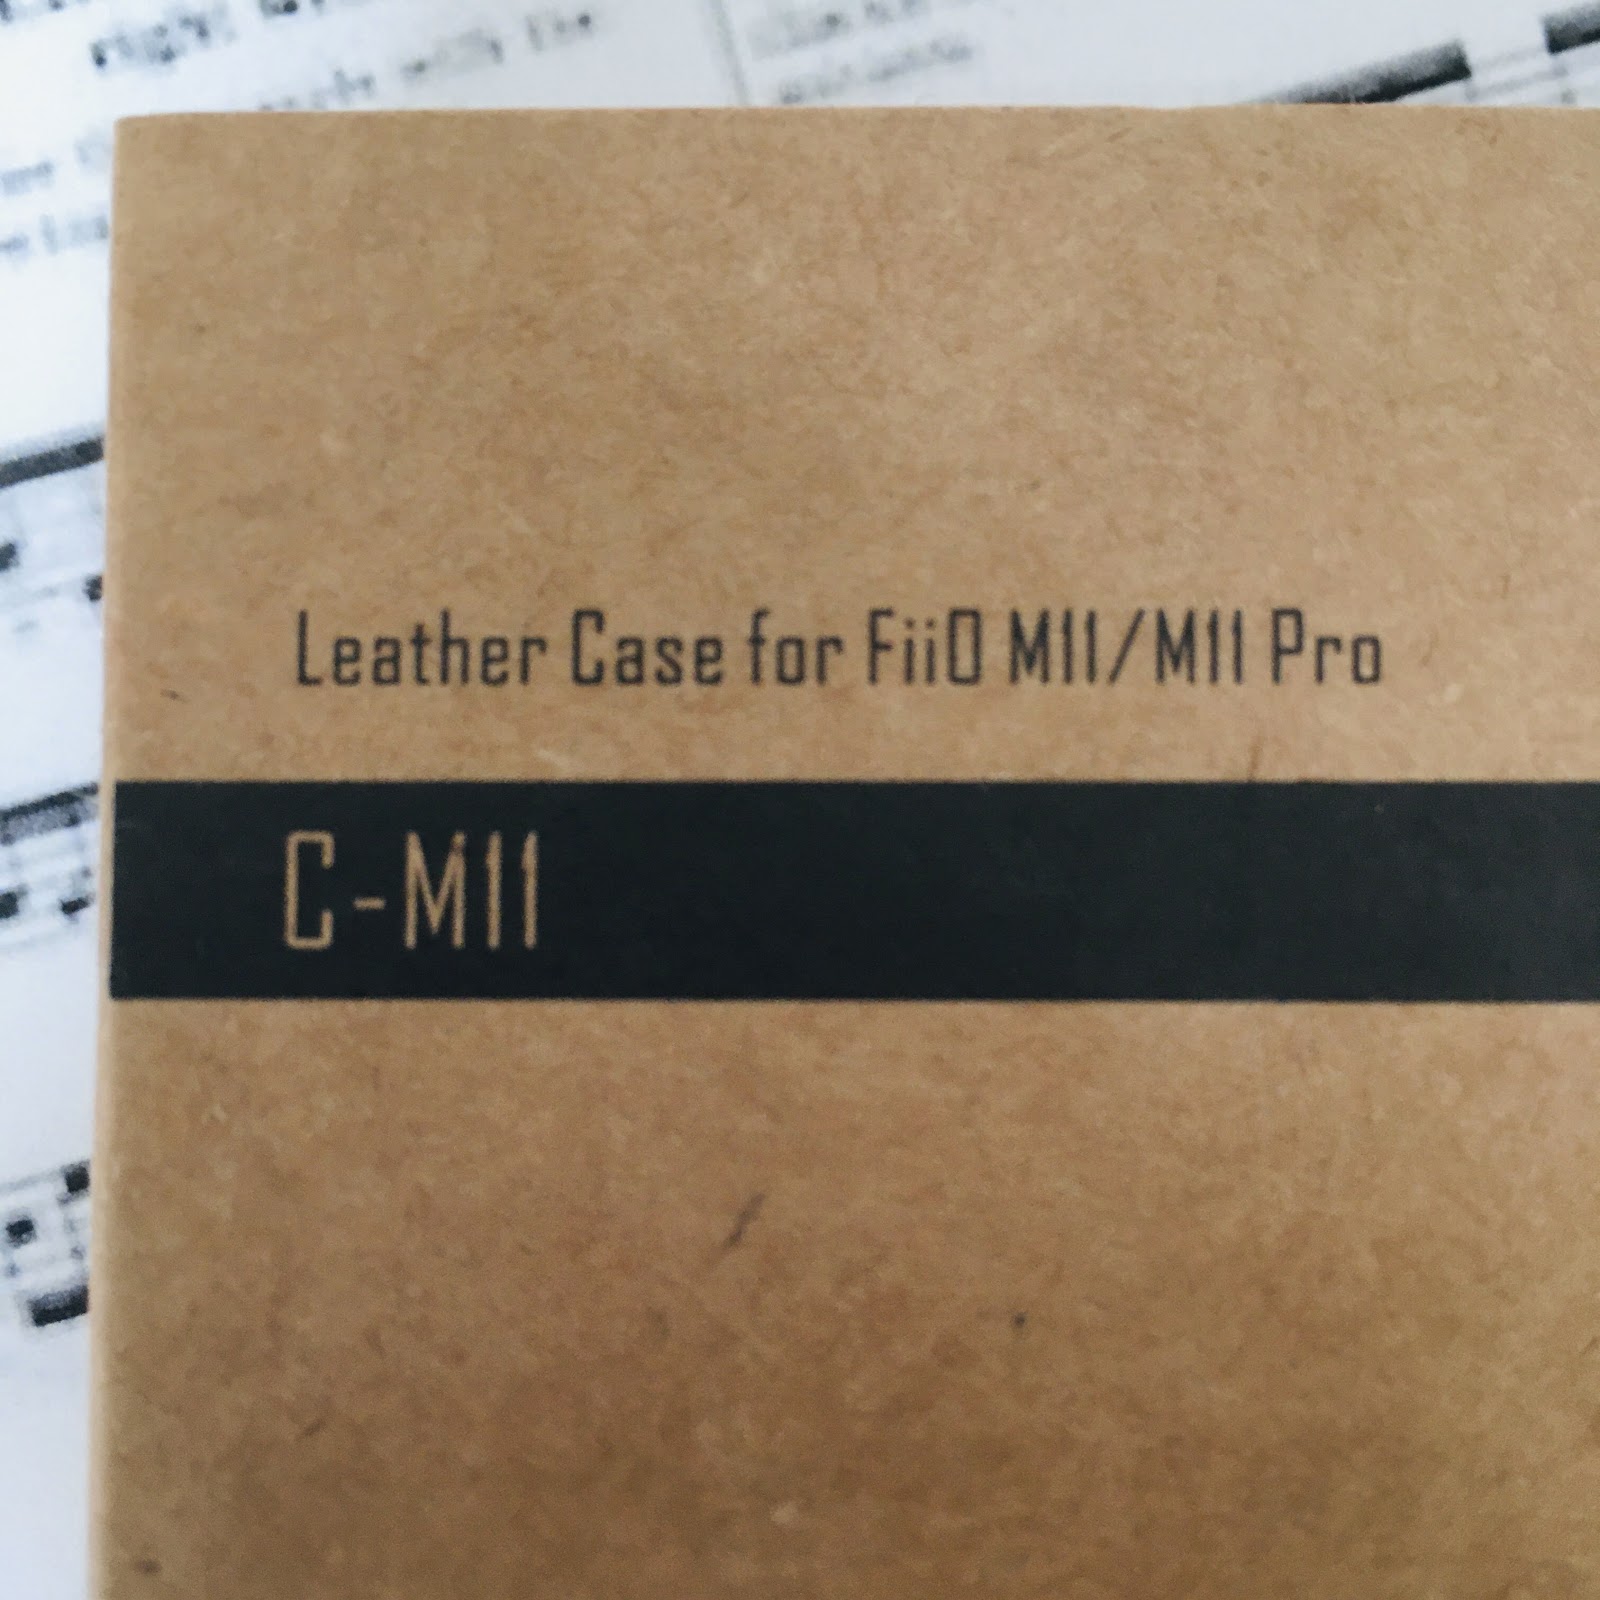 Leather Case for FiiO M11/M11 Pro
C-M11